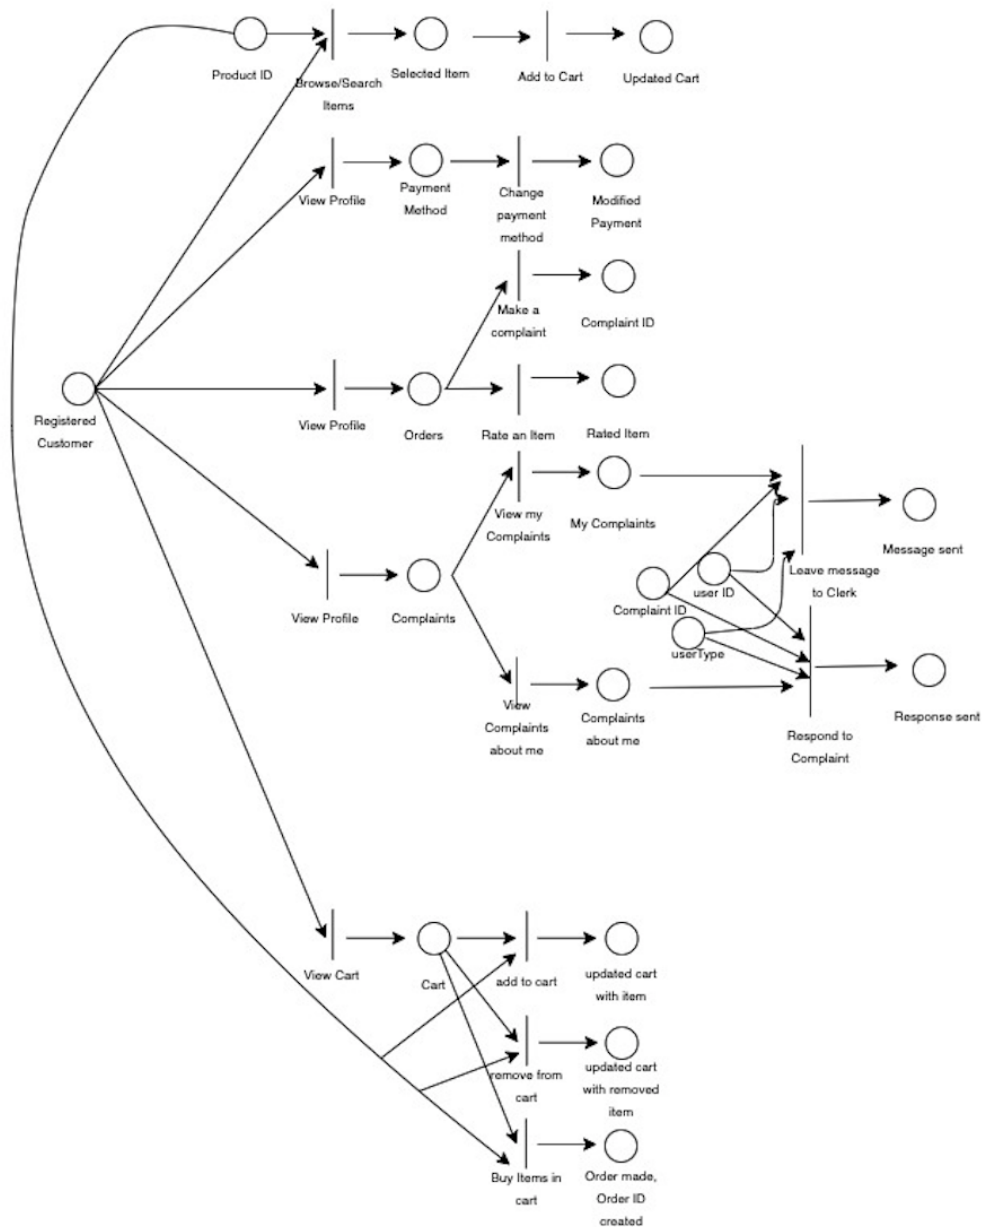 Product ID
Browse/Search
Items
Selected Item
Add to Cart
Updated Cart
View Profile
Payment
Method
Change
payment
method
Modified
Payment
Make a
complaint
Complaint ID
Registered
Customer
View Profile
Orders
Rate an Item
Rated Item
View my
Complaints
My Complaints
Leave message
to Clerk
Message sent
View Profile
Complaints
Complaint ID
user ID
userType
View
Complaints
about me
Complaints
about me
Respond to
Complaint
Response sent
View Cart
Cart
add to cart
updated cart
with item
remove from
cart
updated cart
with removed
item
Buy Items in
cart
Order made,
Order ID
created